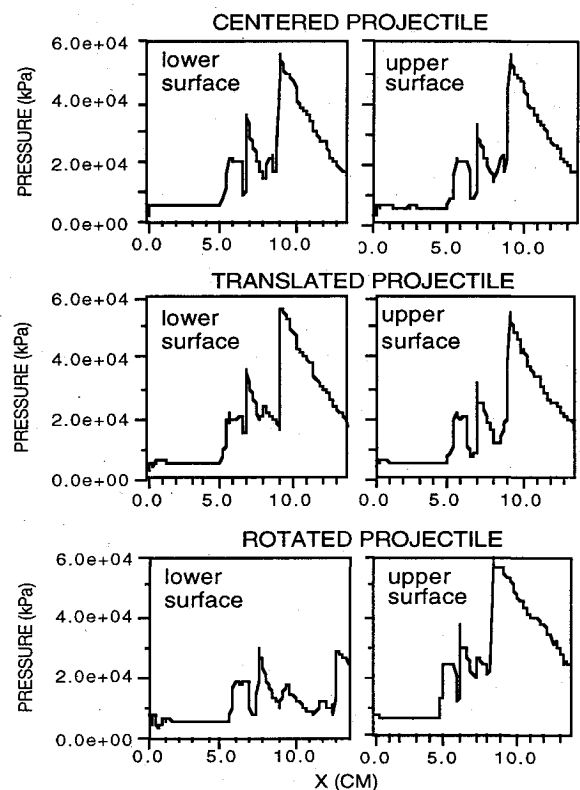 CENTERED PROJECTILE
PRESSURE (kPa)
6.0e+04
4.0e+04
2.0e+04
0.0e+00
lower
surface
upper
surface
0.0 5.0 10.0
0.0 5.0 10.0
TRANSLATED PROJECTILE
PRESSURE (kPa)
6.0e+04
4.0e+04
2.0e+04
0.0e+00
lower
surface
upper
surface
0.0 5.0 10.0
0.0 5.0 10.0
ROTATED PROJECTILE
PRESSURE (kPa)
6.0e+04
4.0e+04
2.0e+04
0.0e+00
lower
surface
upper
surface
0.0 5.0 10.0
0.0 5.0 10.0
X (CM)